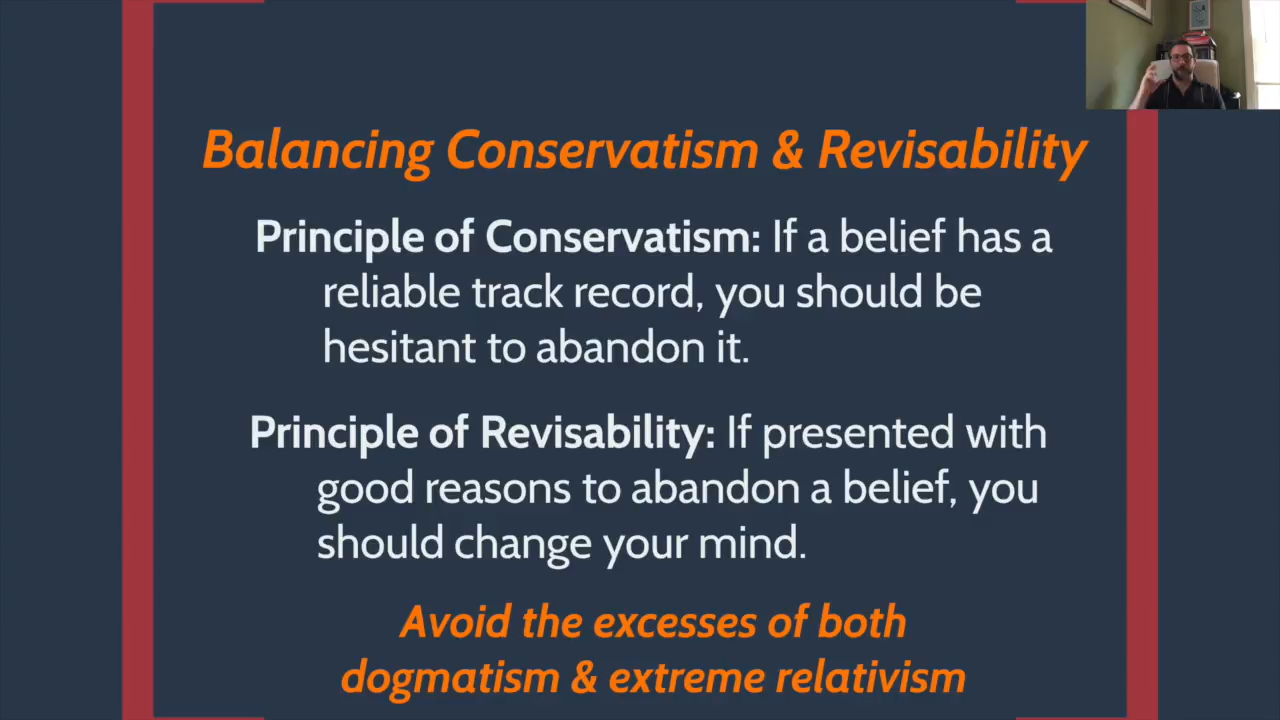 Balancing Conservatism & Revisability
Principle of Conservatism: If a belief has a
reliable track record, you should be
hesitant to abandon it.
Principle of Revisability: If presented with
good reasons to abandon a belief, you
should change your mind.
Avoid the excesses of both
dogmatism & extreme relativism